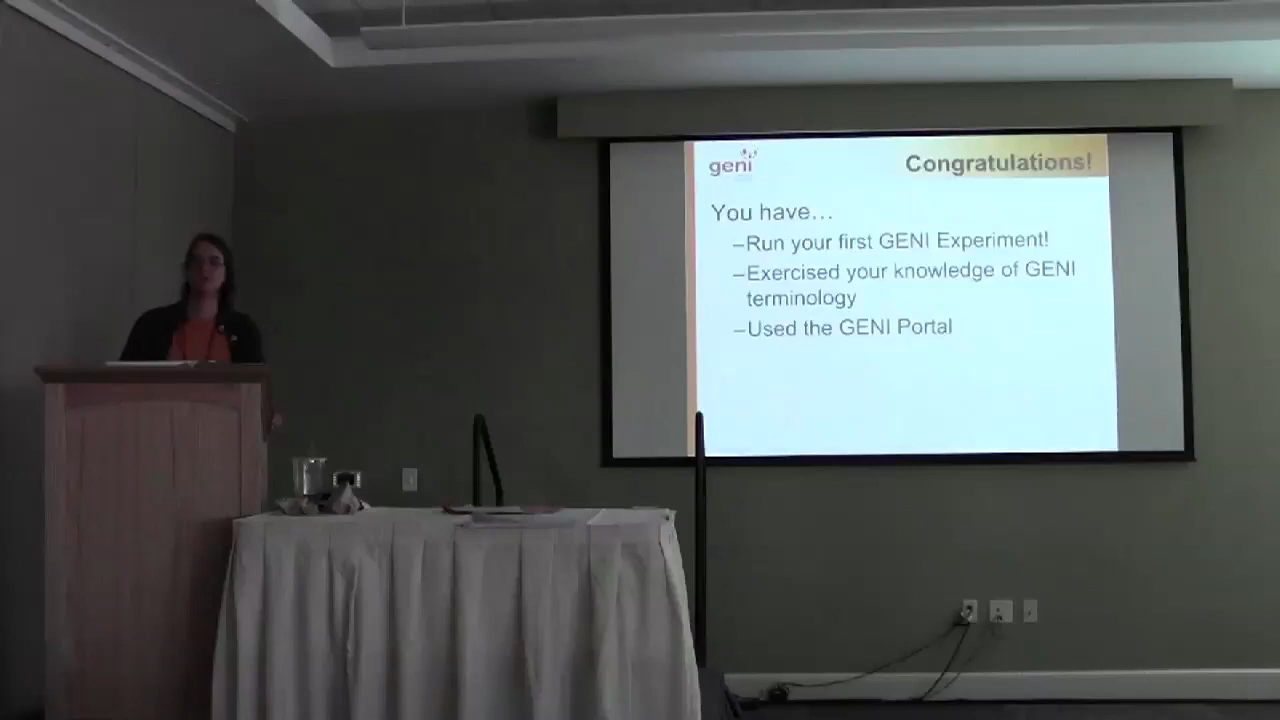 geni
Congratulations!
You have…
–Run your first GENI Experiment!
–Exercised your knowledge of GENI
terminology
–Used the GENI Portal